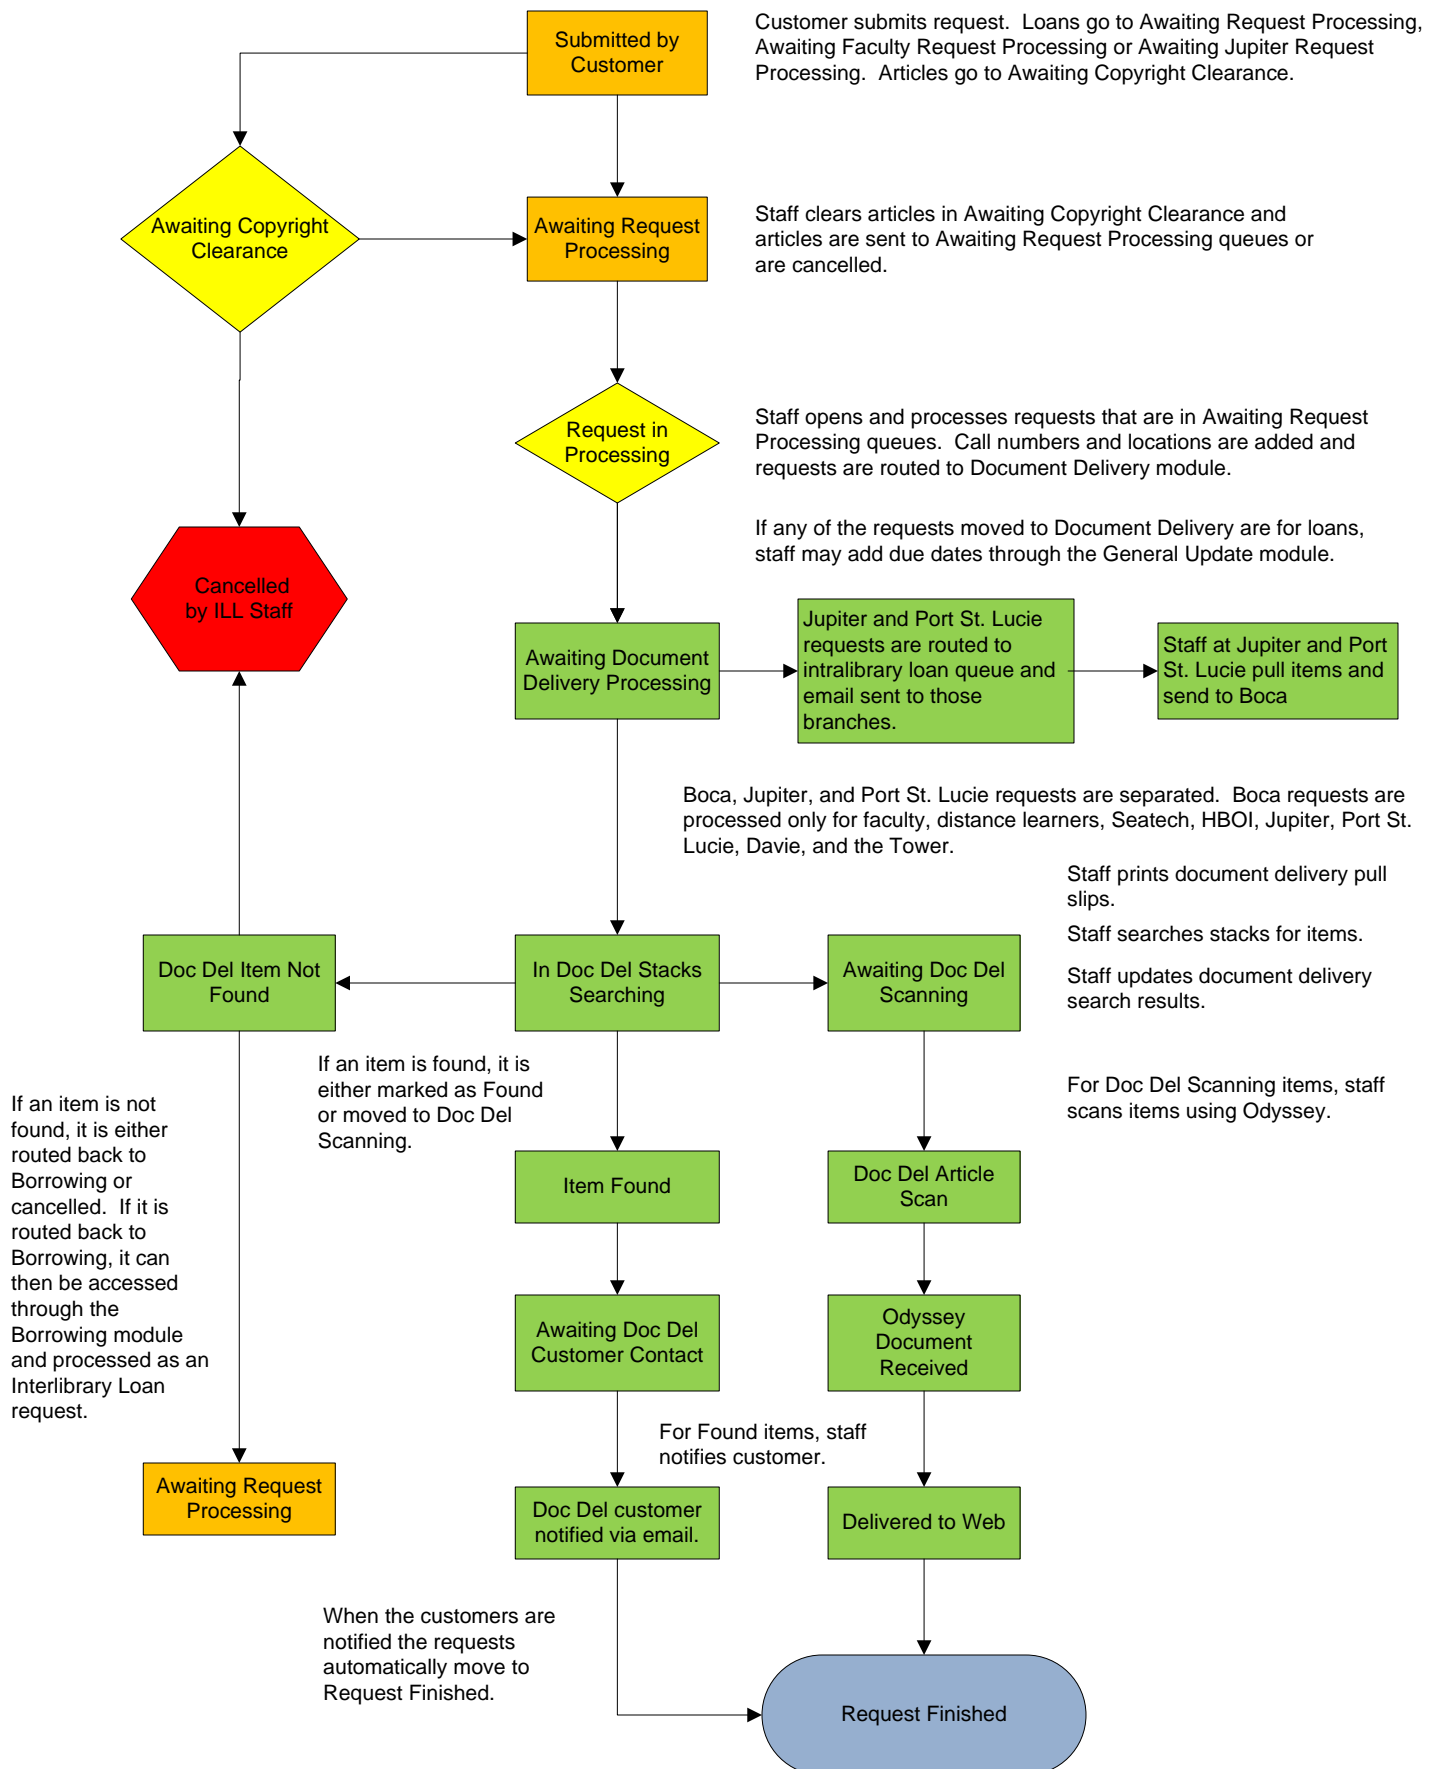 Submitted by
Customer
Customer submits request.  Loans go to Awaiting Request Processing,
Awaiting Faculty Request Processing or Awaiting Jupiter Request
Processing.  Articles go to Awaiting Copyright Clearance.
Awaiting Copyright
Clearance
Awaiting Request
Processing
Staff clears articles in Awaiting Copyright Clearance and
articles are sent to Awaiting Request Processing queues or
are cancelled.
Request in
Processing
Staff opens and processes requests that are in Awaiting Request
Processing queues.  Call numbers and locations are added and
requests are routed to Document Delivery module.
If any of the requests moved to Document Delivery are for loans,
staff may add due dates through the General Update module.
Cancelled
by ILL Staff
Awaiting Document
Delivery Processing
Jupiter and Port St. Lucie
requests are routed to
intralibrary loan queue and
email sent to those
branches.
Staff at Jupiter and Port
St. Lucie pull items and
send to Boca
Boca, Jupiter, and Port St. Lucie requests are separated.  Boca requests are
processed only for faculty, distance learners, Seatech, HBOI, Jupiter, Port St.
Lucie, Davie, and the Tower.
Staff prints document delivery pull
slips.
Staff searches stacks for items.
Staff updates document delivery
search results.
Doc Del Item Not
Found
In Doc Del Stacks
Searching
Awaiting Doc Del
Scanning
If an item is found, it is
either marked as Found
or moved to Doc Del
Scanning.
For Doc Del Scanning items, staff
scans items using Odyssey.
If an item is not
found, it is either
routed back to
Borrowing or
cancelled.  If it is
routed back to
Borrowing, it can
then be accessed
through the
Borrowing module
and processed as an
Interlibrary Loan
request.
Item Found
Doc Del Article
Scan
Awaiting Doc Del
Customer Contact
Odyssey
Document
Received
For Found items, staff
notifies customer.
Awaiting Request
Processing
Doc Del customer
notified via email.
Delivered to Web
When the customers are
notified the requests
automatically move to
Request Finished.
Request Finished